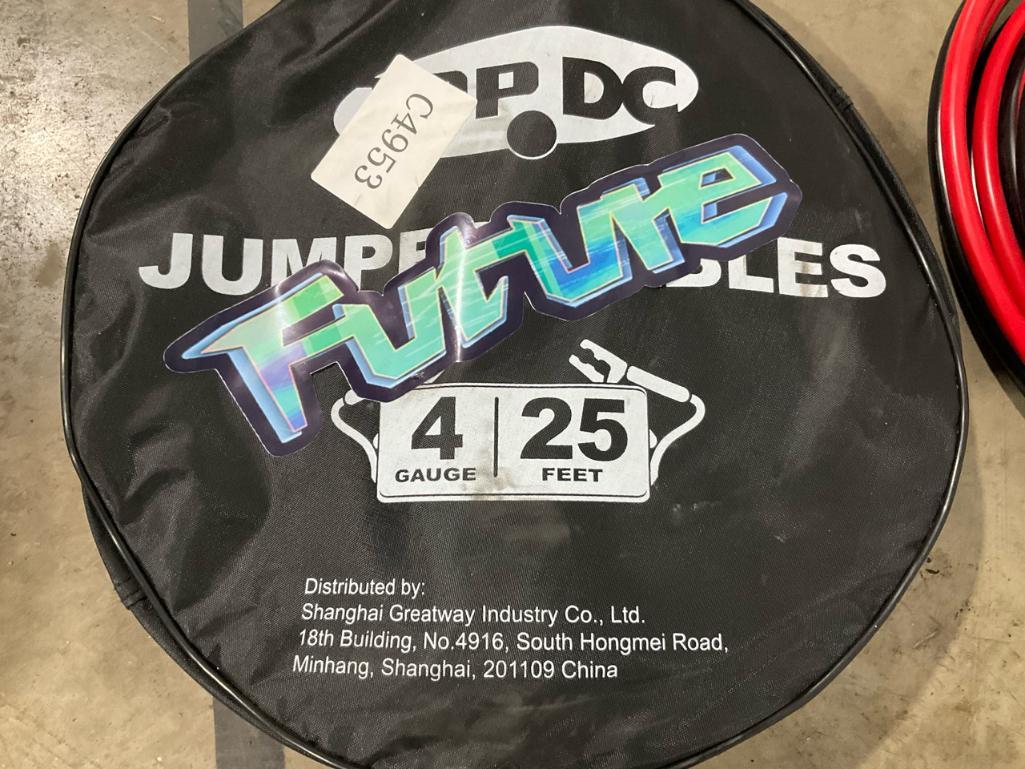 DC
C4953
Future
4 25
GAUGE FEET
Distributed by:
Shanghai Greatway Industry Co., Ltd.
18th Building, No.4916, South Hongmei Road,
Minhang, Shanghai, 201109 China